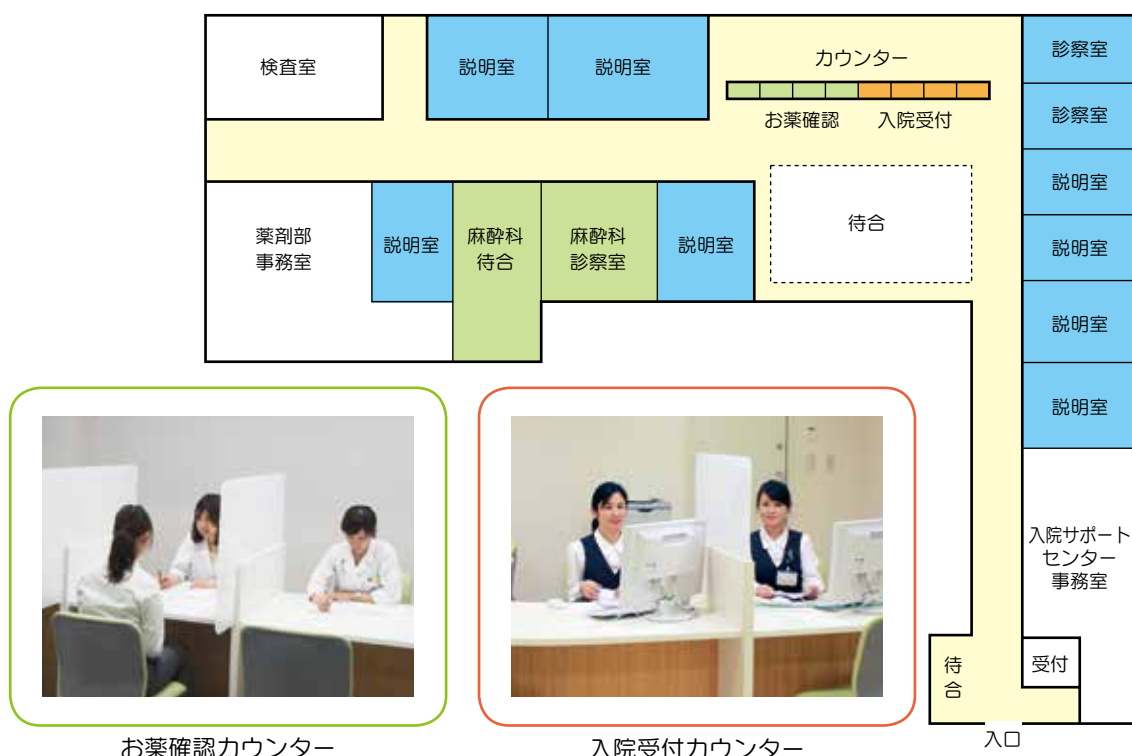 検査室
説明室
説明室
カウンター
お薬確認
入院受付
診察室
診察室
説明室
説明室
説明室
説明室
薬剤部
事務室
説明室
麻酔科
待合
麻酔科
診察室
説明室
待合
入院サポート
センター
事務室
待
合
受付
入口
お薬確認カウンター
入院受付カウンター